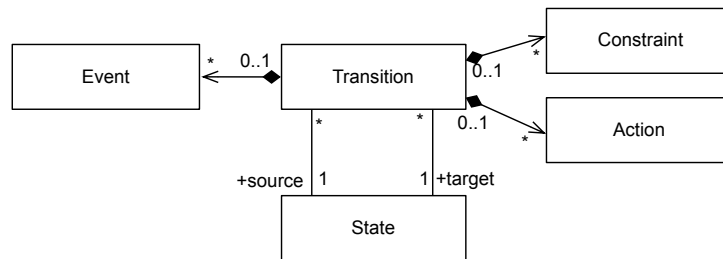 Constraint
* 0..1
0..1 *
Event
Transition
0..1
Action
*
* *
+source 1
1 +target
State